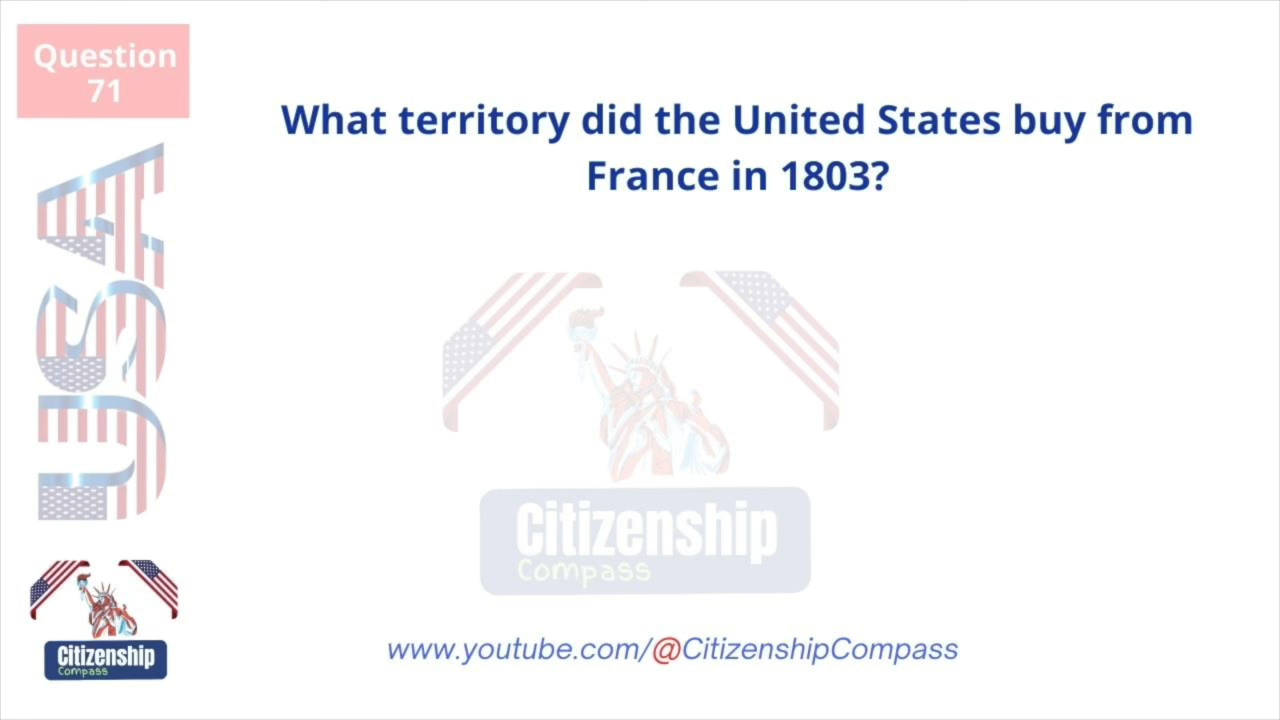 Question
71
What territory did the United States buy from
France in 1803?
USA
Citizenship
Compass
Citizenship
Compass
www.youtube.com/@CitizenshipCompass